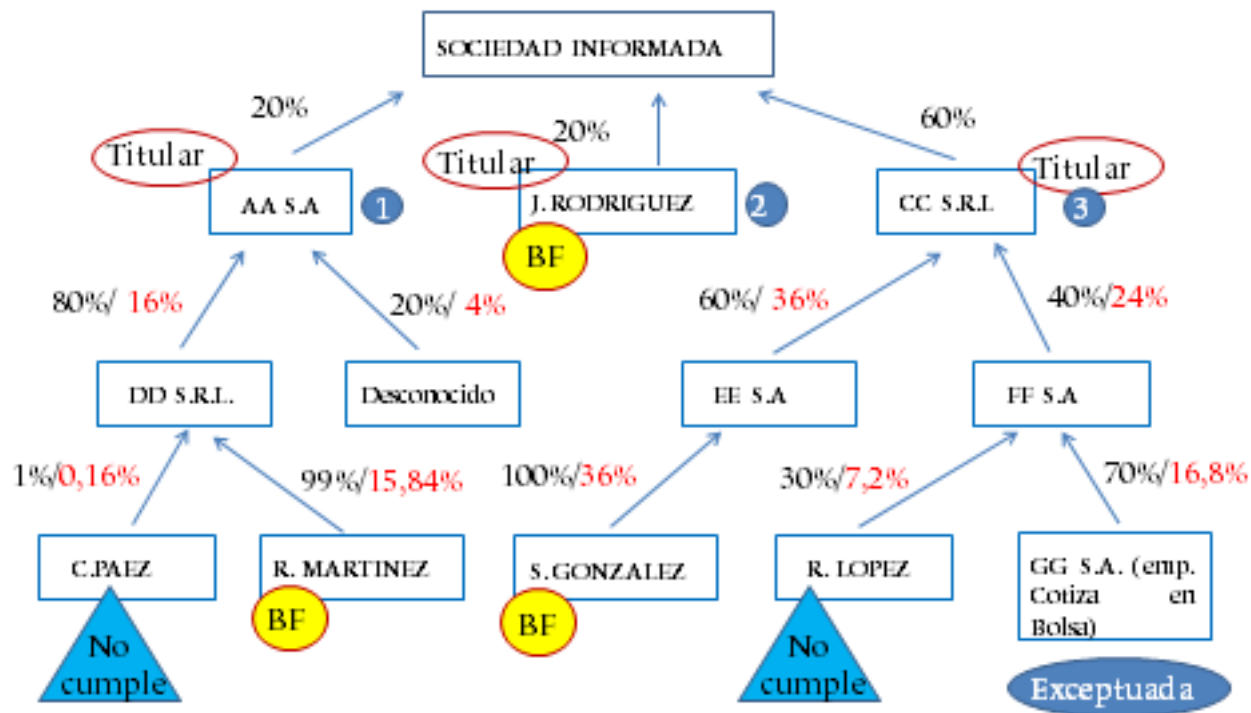 SOCIEDAD INFORMADA
20%
20%
60%
Titular
Titular
Titular
AA S.A
1
J. RODRIGUEZ
2
CC S.R.L
3
BF
80%/ 16%
20%/ 4%
60%/ 36%
40%/24%
DD S.R.L.
Desconocido
EE S.A
FF S.A
1%/0,16%
99%/15,84%
100%/36%
30%/7,2%
70%/16,8%
C.PAEZ
R. MARTINEZ
S. GONZALEZ
R. LOPEZ
GG S.A. (emp.
Cotiza en
Bolsa)
No
cumple
BF
BF
No
cumple
Exceptuada